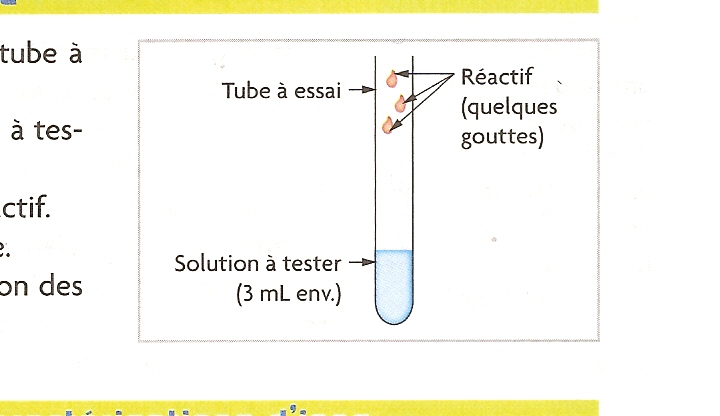 tube à
à tes-
ctif.
e.
on des
Tube à essai
Réactif
(quelques
gouttes)
Solution à tester
(3 mL env.)